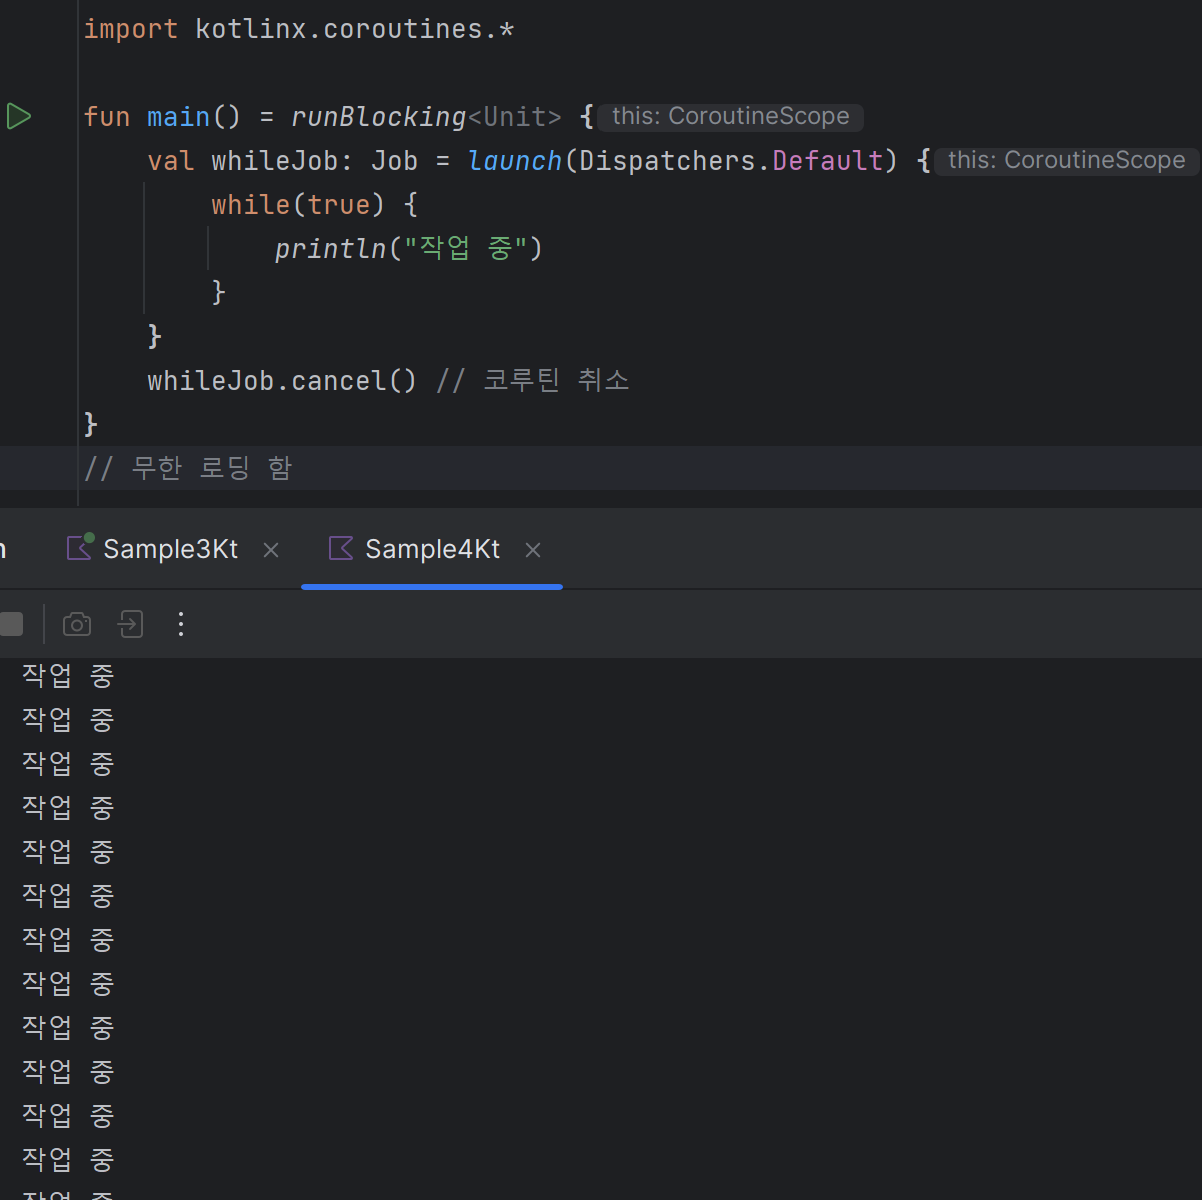 import kotlinx.coroutines.*
fun main() = runBlocking<Unit> { this: CoroutineScope
val whileJob: Job = launch(Dispatchers.Default) { this: CoroutineScope
while(true) {
println("작업 중")
}
}
whileJob.cancel() // 코루틴 취소
}
// 무한 로딩 함
Sample3Kt Sample4Kt
작업 중
작업 중
작업 중
작업 중
작업 중
작업 중
작업 중
작업 중
작업 중
작업 중
작업 중
작업 중